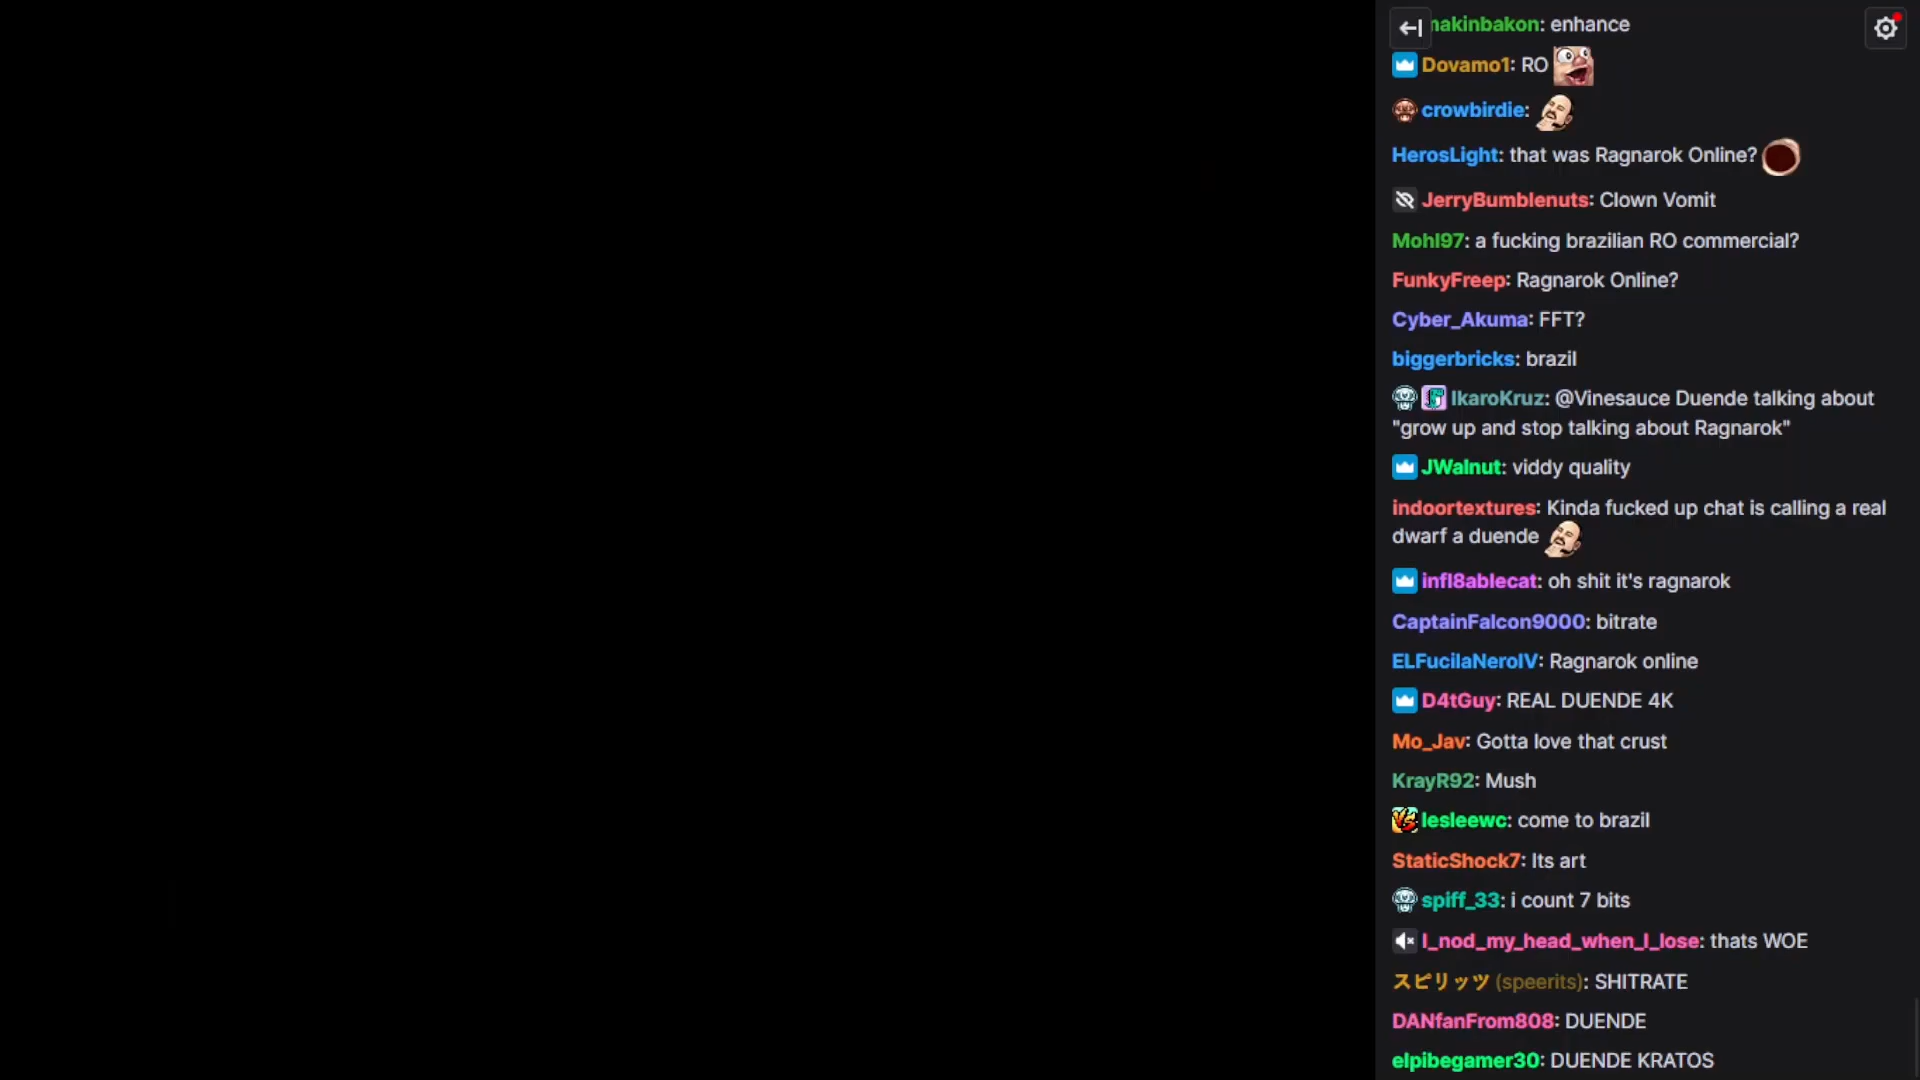 makinbakon: enhance
Dovamo1: RO
crowbirdie:
HerosLight: that was Ragnarok Online?
JerryBumblenuts: Clown Vomit
Mohl97: a fucking brazilian RO commercial?
FunkyFreep: Ragnarok Online?
Cyber_Akuma: FFT?
biggerbricks: brazil
IkaroKruz: @Vinesauce Duende talking about
"grow up and stop talking about Ragnarok"
JWalnut: viddy quality
indoortextures: Kinda fucked up chat is calling a real
dwarf a duende
infl8ablecat: oh shit it's ragnarok
CaptainFalcon9000: bitrate
ELFucilaNeroIV: Ragnarok online
D4tGuy: REAL DUENDE 4K
Mo_Jav: Gotta love that crust
KrayR92: Mush
lesleewc: come to brazil
StaticShock7: Its art
spiff_33: i count 7 bits
I_nod_my_head_when_I_lose: thats WOE
スピリッツ (speerits): SHITRATE
DANfanFrom808: DUENDE
elpibegamer30: DUENDE KRATOS